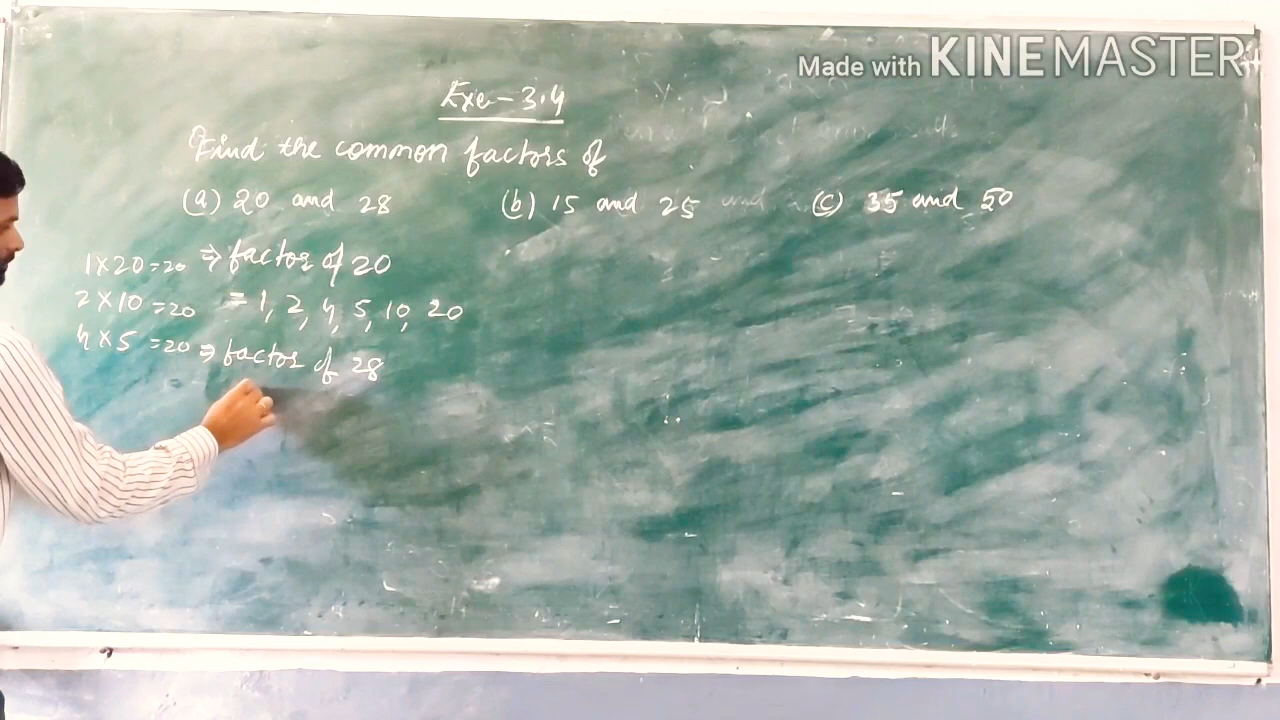 Made with KINEMASTER
Exe-3.4
Find the common factors of
(a) 20 and 28 (b) 15 and 25 and (c) 35 and 50
1×20=20 ⇒ factor of 20
2×10=20 = 1, 2, 4, 5, 10, 20
4×5=20 ⇒ factor of 28